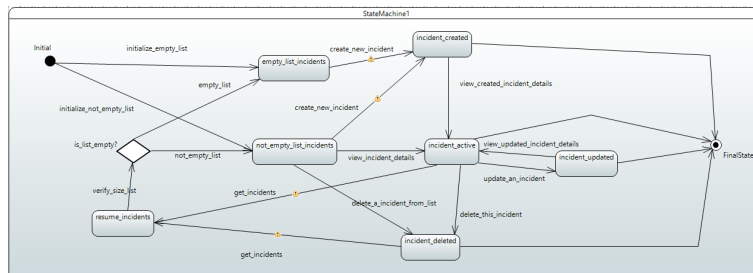 StateMachine1
Initial
initialize_empty_list
incident_created
create_new_incident
empty_list_incidents
empty_list
view_created_incident_details
initialize_not_empty_list
create_new_incident
is_list_empty?
not_empty_list_incidents
incident_active
view_updated_incident_details
FinalState
not_empty_list
view_incident_details
incident_updated
update_an_incident
verify_size_list
get_incidents
delete_a_incident_from_list
delete_this_incident
resume_incidents
incident_deleted
get_incidents